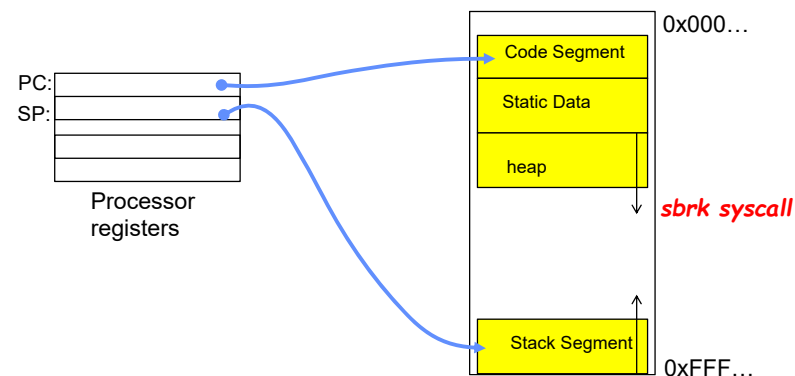 0x000…
Code Segment
PC:
SP:
Static Data
heap
Processor
registers
sbrk syscall
Stack Segment
0xFFF…